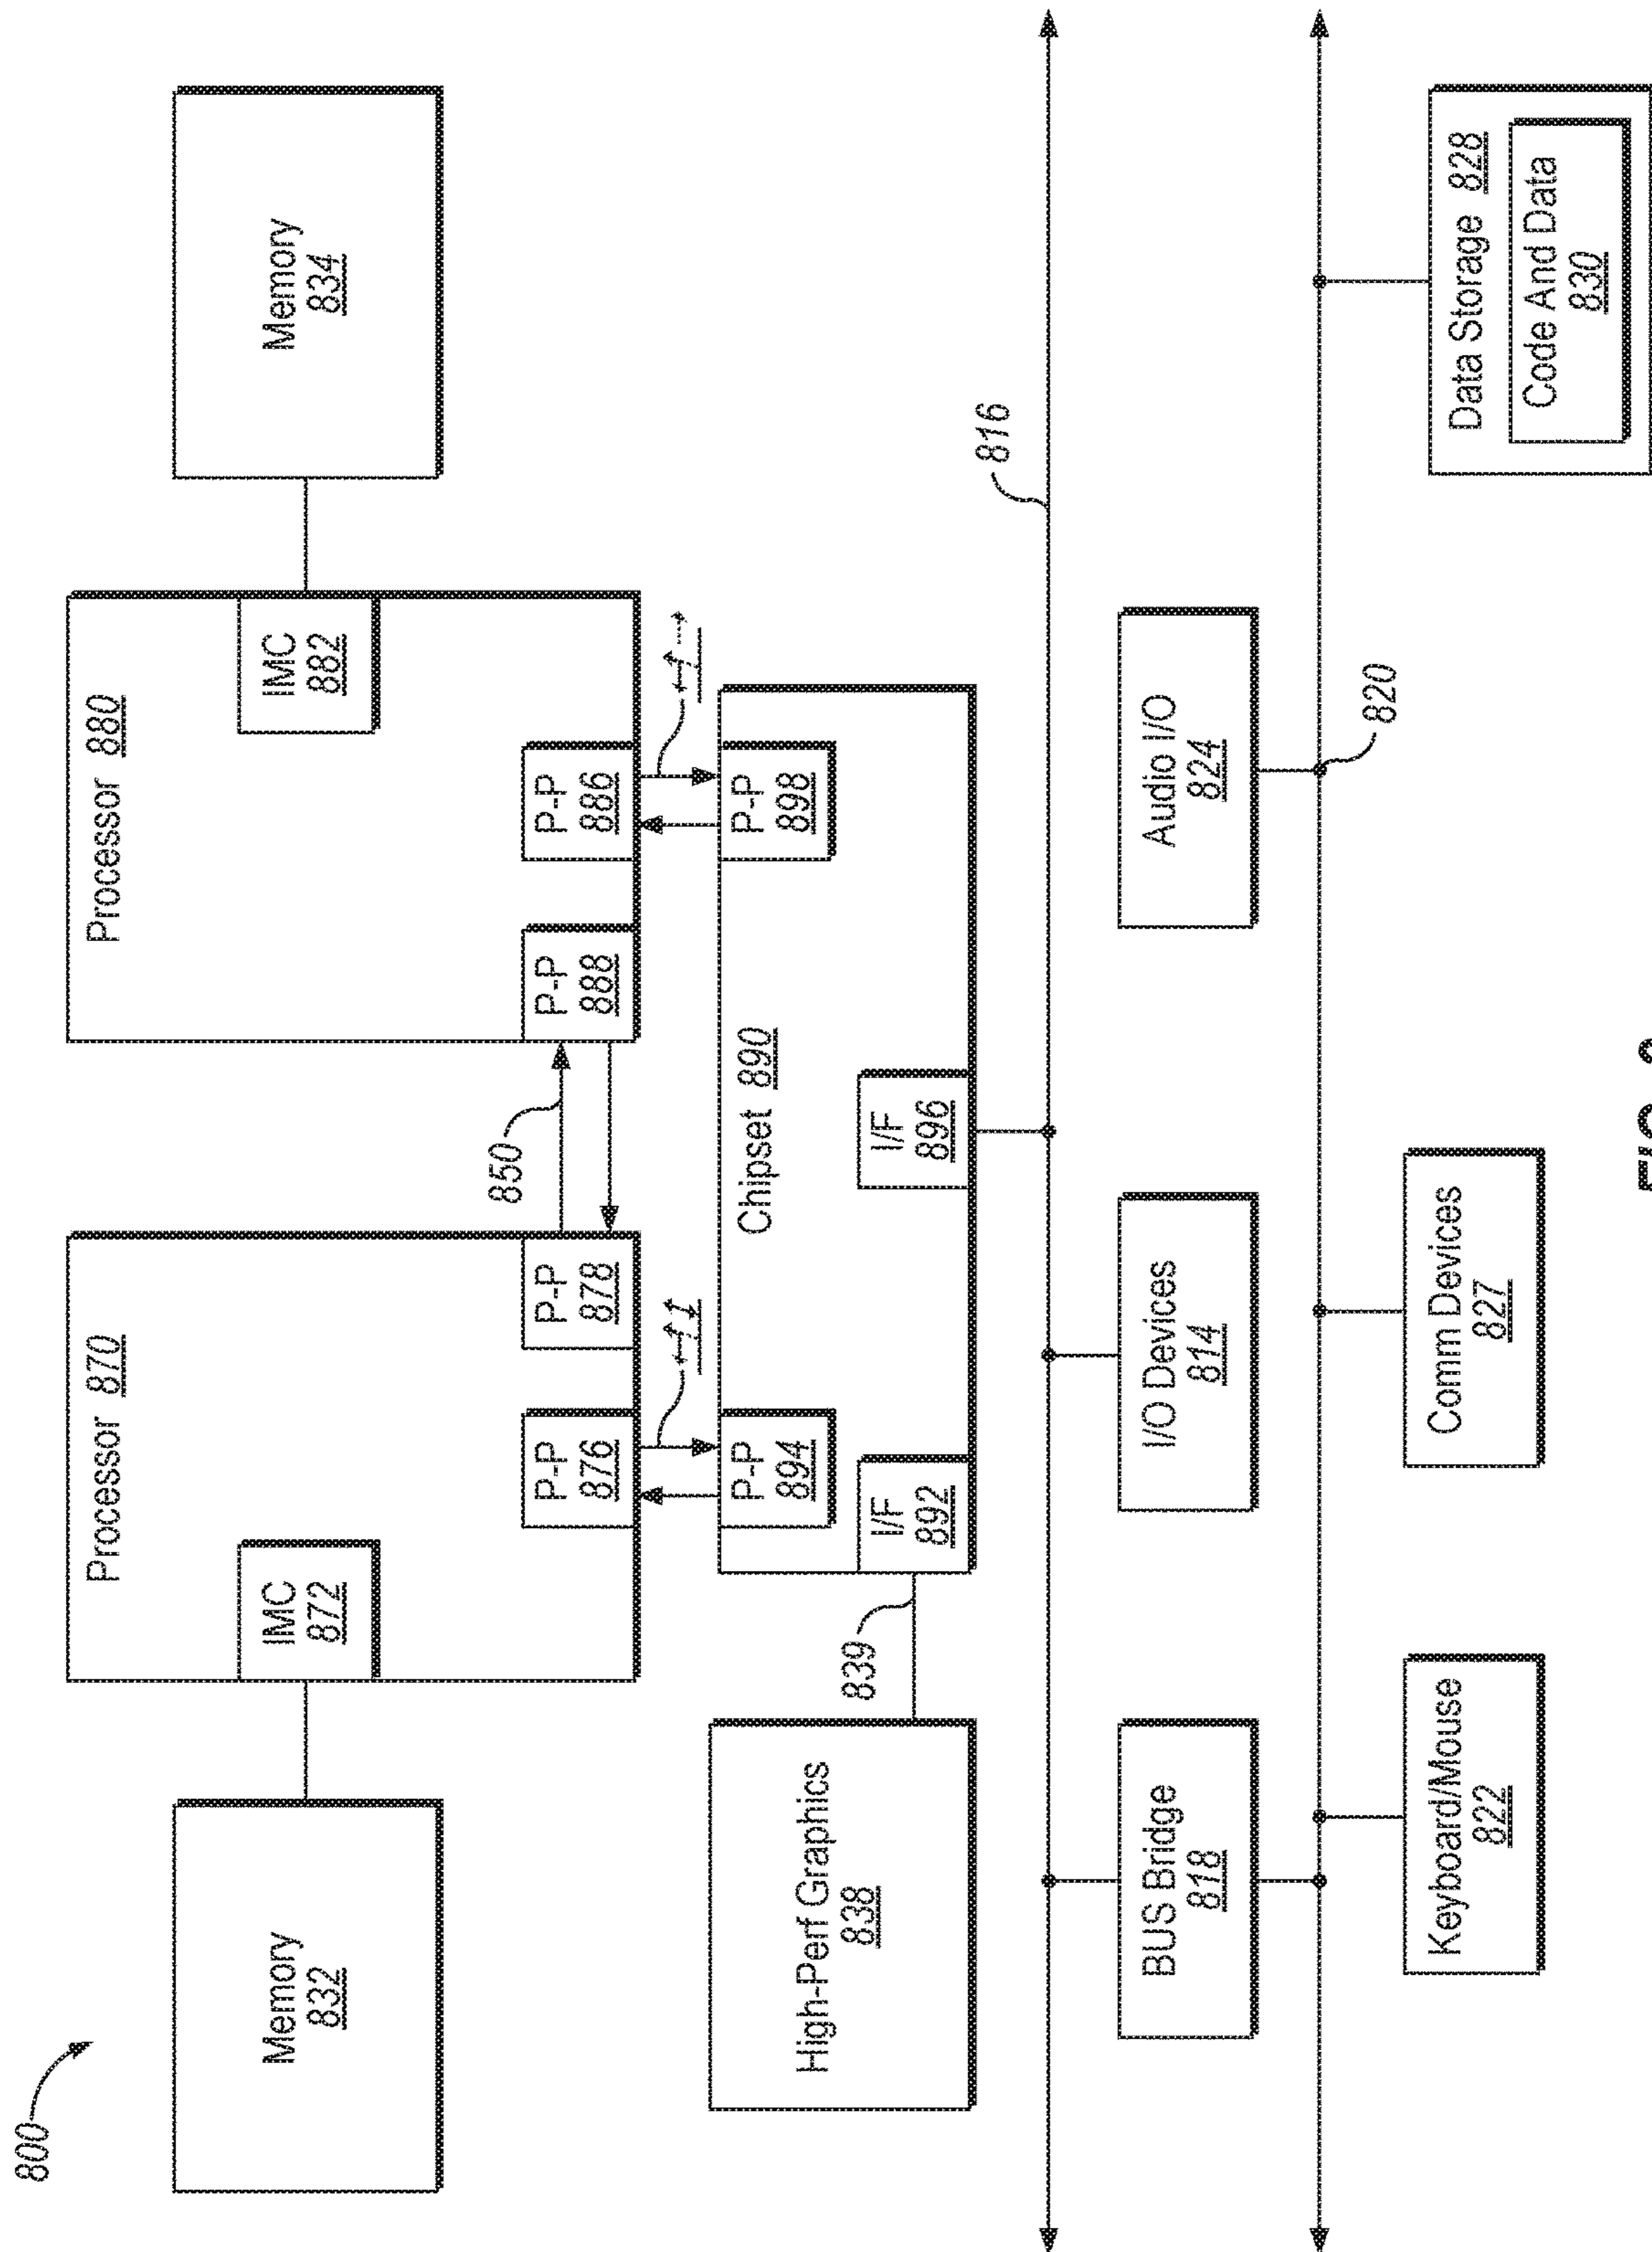 800
Memory
832
Processor 870
IMC
872
P-P
876
P-P
878
850
Processor 880
IMC
882
P-P
888
P-P
886
Memory
834
High-Perf Graphics
838
839
Chipset 890
P-P
894
P-P
898
I/F
892
I/F
896
816
BUS Bridge
818
I/O Devices
814
Audio I/O
824
820
Keyboard/Mouse
822
Comm Devices
827
Data Storage 828
Code And Data
830